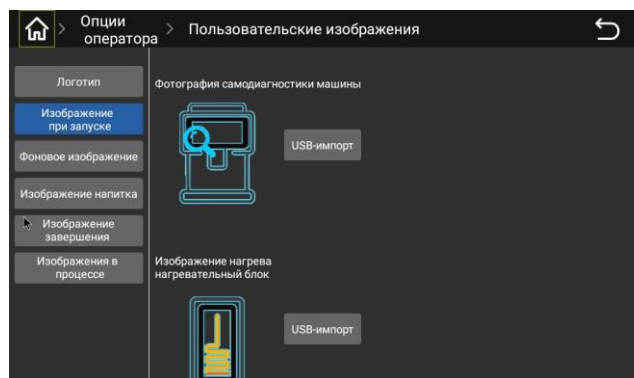 > Опции оператора > Пользовательские изображения
Логотип
Изображение
при запуске
Фоновое изображение
Изображение напитка
Изображение
завершения
Изображения в
процессе
Фотография самодиагностики машины
USB-импорт
Изображение нагрева
нагревательный блок
USB-импорт